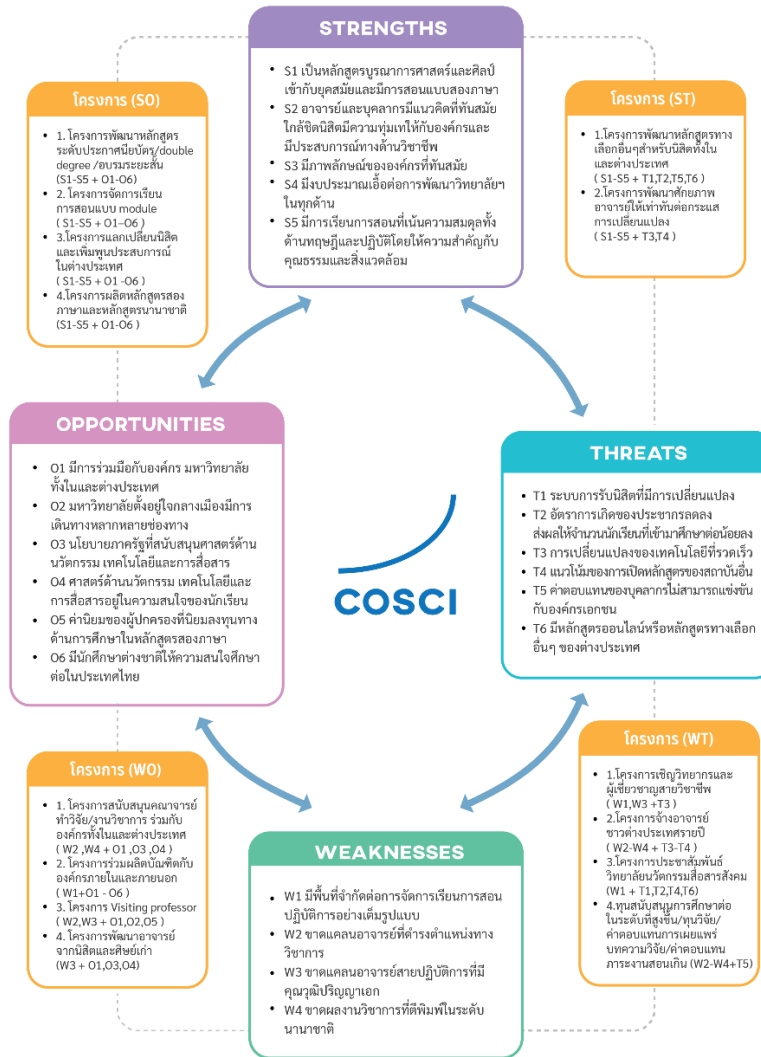 STRENGTHS
• S1 เป็นหลักสูตรบูรณาการศาสตร์และศิลป์
เข้ากับยุคสมัยและมีการสอนแบบสองภาษา
• S2 อาจารย์และบุคลากรมีแนวคิดที่ทันสมัย
ใกล้ชิดนิสิตมีความทุ่มเทให้กับองค์กรและ
มีประสบการณ์ทางด้านวิชาชีพ
• S3 มีภาพลักษณ์ขององค์กรที่ทันสมัย
• S4 มีงบประมาณเอื้อต่อการพัฒนาวิทยาลัยฯ
ในทุกด้าน
• S5 มีการเรียนการสอนที่เน้นความสมดุลทั้ง
ด้านทฤษฎีและปฏิบัติโดยให้ความสำคัญกับ
คุณธรรมและสิ่งแวดล้อม
โครงการ (SO)
• 1. โครงการพัฒนาหลักสูตร
ระดับประกาศนียบัตร/double
degree /อบรมระยะสั้น
(S1-S5 + O1-O6)
• 2. โครงการจัดการเรียน
การสอนแบบ module
(S1-S5 + O1–O6 )
• 3.โครงการแลกเปลี่ยนนิสิต
และเพิ่มพูนประสบการณ์
ในต่างประเทศ
( S1-S5 + O1 -O6 )
• 4.โครงการผลิตหลักสูตรสอง
ภาษาและหลักสูตรนานาชาติ
(S1-S5 + O1-O6 )
โครงการ (ST)
• 1.โครงการพัฒนาหลักสูตรทาง
เลือกอื่นๆสำหรับนิสิตทั้งใน
และต่างประเทศ
( S1-S5 + T1,T2,T5,T6)
• 2.โครงการพัฒนาศักยภาพ
อาจารย์ให้เท่าทันต่อกระแส
การเปลี่ยนแปลง
( S1-S5 + T3,T4 )
OPPORTUNITIES
• O1 มีการร่วมมือกับองค์กร มหาวิทยาลัย
ทั้งในและต่างประเทศ
• O2 มหาวิทยาลัยตั้งอยู่ใจกลางเมืองมีการ
เดินทางหลากหลายช่องทาง
• O3 นโยบายภาครัฐที่สนับสนุนศาสตร์ด้าน
นวัตกรรม เทคโนโลยีและการสื่อสาร
• O4 ศาสตร์ด้านนวัตกรรม เทคโนโลยีและ
การสื่อสารอยู่ในความสนใจของนักเรียน
• O5 ค่านิยมของผู้ปกครองที่นิยมลงทุนทาง
ด้านการศึกษาในหลักสูตรสองภาษา
• O6 มีนักศึกษาต่างชาติให้ความสนใจศึกษา
ต่อในประเทศไทย
COSCI
THREATS
• T1 ระบบการรับนิสิตที่มีการเปลี่ยนแปลง
• T2 อัตราการเกิดของประชากรลดลง
ส่งผลให้จำนวนนักเรียนที่เข้ามาศึกษาต่อน้อยลง
• T3 การเปลี่ยนแปลงของเทคโนโลยีที่รวดเร็ว
• T4 แนวโน้มของการเปิดหลักสูตรของสถาบันอื่น
• T5 ค่าตอบแทนของบุคลากรไม่สามารถแข่งขัน
กับองค์กรเอกชน
• T6 มีหลักสูตรออนไลน์หรือหลักสูตรทางเลือก
อื่นๆ ของต่างประเทศ
โครงการ (WO)
• 1. โครงการสนับสนุนคณาจารย์
ทำวิจัย/งานวิชาการ ร่วมกับ
องค์กรทั้งในและต่างประเทศ
( W2 ,W4 + O1 ,O3 ,O4 )
• 2. โครงการร่วมผลิตบัณฑิตกับ
องค์กรภายในและภายนอก
( W1+O1 - O6 )
• 3. โครงการ Visiting professor
( W2,W3 + O1,O2,O5 )
• 4. โครงการพัฒนาอาจารย์
จากนิสิตและศิษย์เก่า
(W3 + O1,O3,O4)
WEAKNESSES
W1 มีพื้นที่จำกัดต่อการจัดการเรียนการสอน
ปฏิบัติการอย่างเต็มรูปแบบ
W2 ขาดแคลนอาจารย์ที่ดำรงตำแหน่งทาง
วิชาการ
W3 ขาดแคลนอาจารย์สายปฏิบัติการที่มี
คุณวุฒิปริญญาเอก
W4 ขาดผลงานวิชาการที่ตีพิมพ์ในระดับ
นานาชาติ
โครงการ (WT)
• 1.โครงการเชิญวิทยากรและ
ผู้เชี่ยวชาญสายวิชาชีพ
( W1,W3 +T3 )
• 2.โครงการจ้างอาจารย์
ชาวต่างประเทศรายปี
( W2-W4 + T3-T4 )
• 3.โครงการประชาสัมพันธ์
วิทยาลัยนวัตกรรมสื่อสารสังคม
(W1 + T1,T2,T4,T6)
• 4.ทุนสนับสนุนการศึกษาต่อ
ในระดับที่สูงขึ้น/ทุนวิจัย/
ค่าตอบแทนการเผยแพร่
บทความวิจัย/ค่าตอบแทน
ภาระงานสอนเกิน (W2-W4+T5)